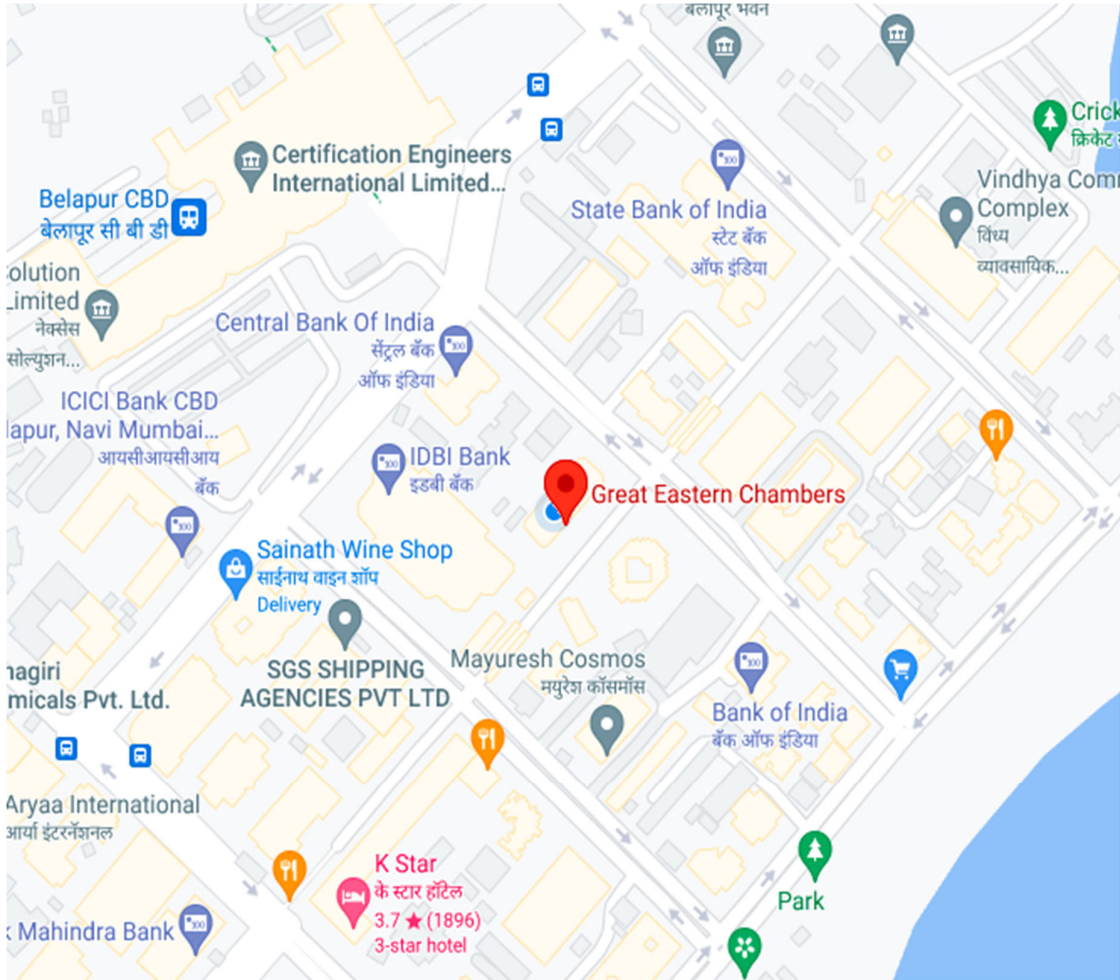 बेलापूर भवन
Crick
क्रिकेट
Certification Engineers
International Limited...
State Bank of India
स्टेट बँक
ऑफ इंडिया
Vindhya Com
Complex
विंध्य
व्यावसायिक...
Belapur CBD
बेलापूर सी बी डी
olution
Limited
नेक्सेस
सोल्युशन...
Central Bank Of India
सेंट्रल बँक
ऑफ इंडिया
ICICI Bank CBD
lapur, Navi Mumbai...
आयसीआयसीआय
बँक
IDBI Bank
इडबी बँक
Great Eastern Chambers
Sainath Wine Shop
साईनाथ वाइन शॉप
Delivery
SGS SHIPPING
AGENCIES PVT LTD
Mayuresh Cosmos
मयुरेश कॉसमॉस
nagiri
micals Pvt. Ltd.
Bank of India
बँक ऑफ इंडिया
Aryaa International
आर्या इंटरनॅशनल
K Star
के स्टार हॉटेल
3.7 ★ (1896)
3-star hotel
Park
k Mahindra Bank